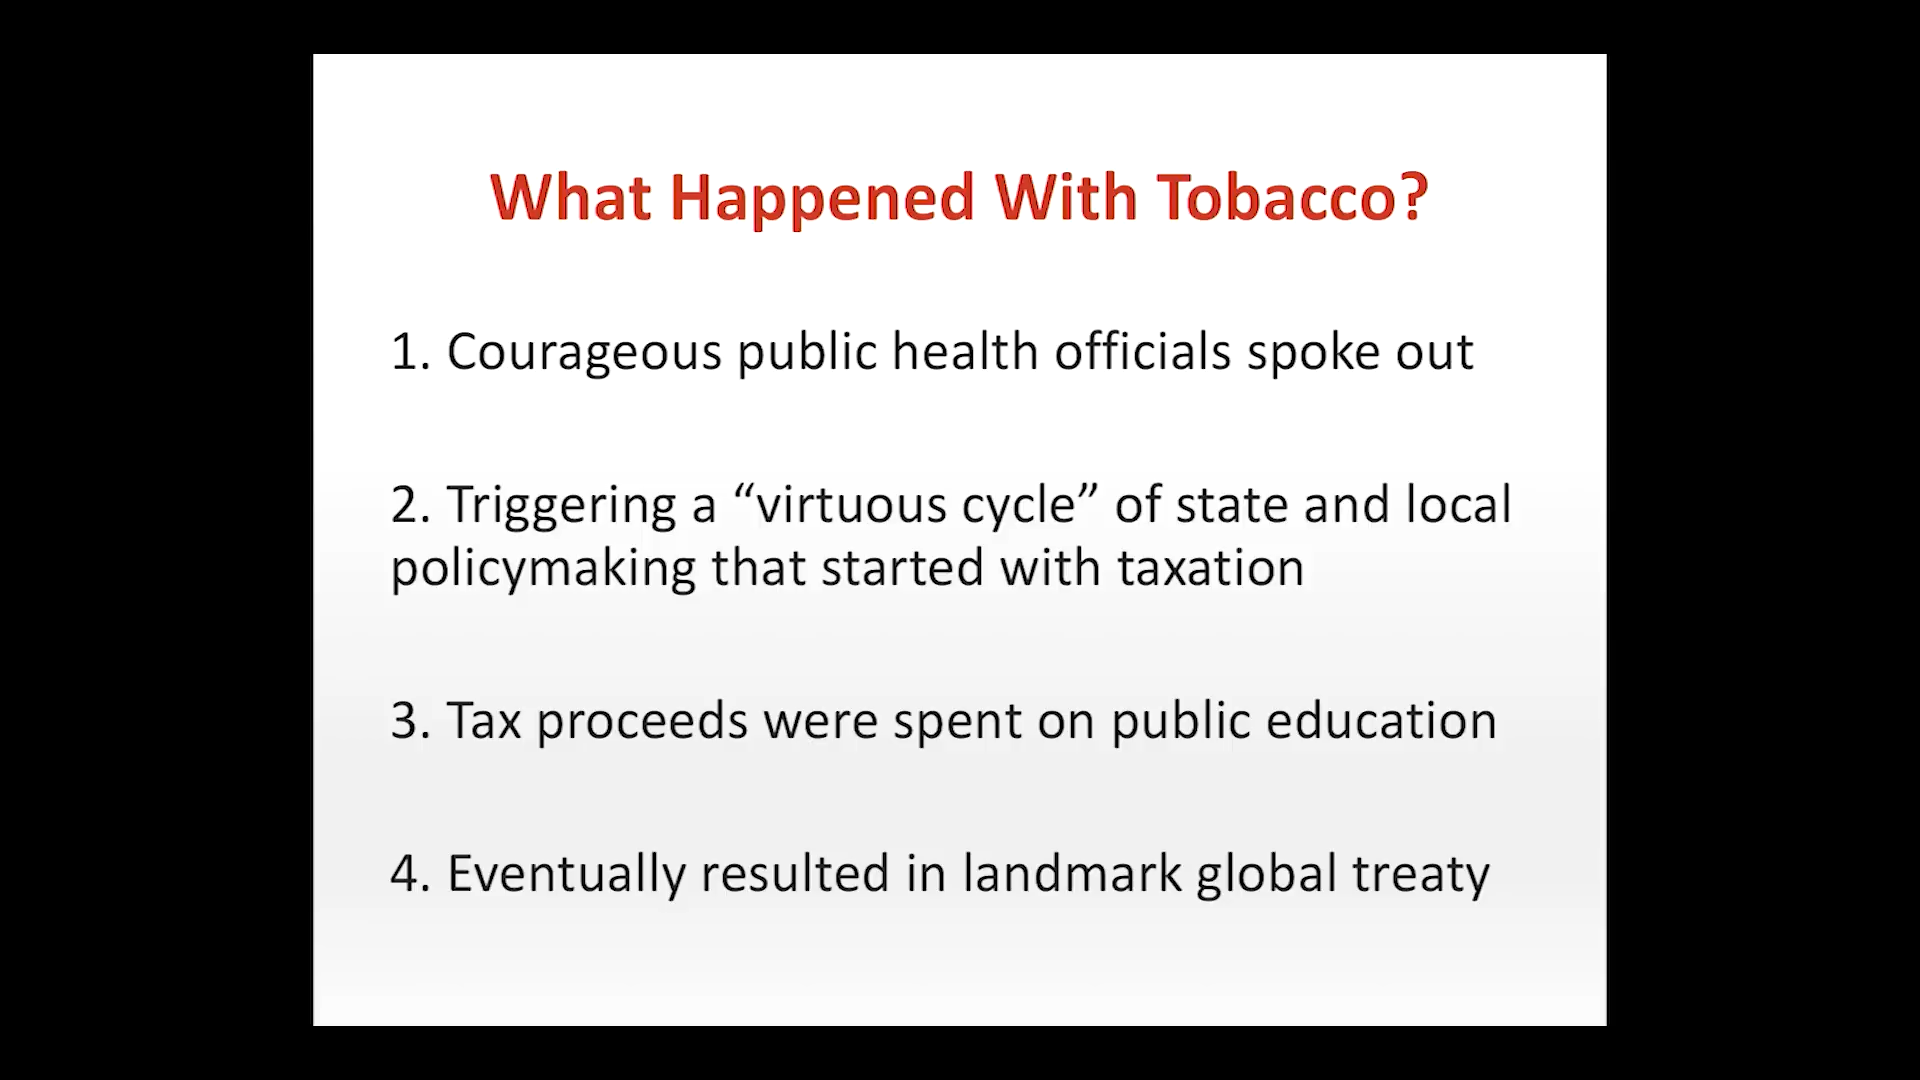 What Happened With Tobacco?
1. Courageous public health officials spoke out
2. Triggering a “virtuous cycle” of state and local
policymaking that started with taxation
3. Tax proceeds were spent on public education
4. Eventually resulted in landmark global treaty